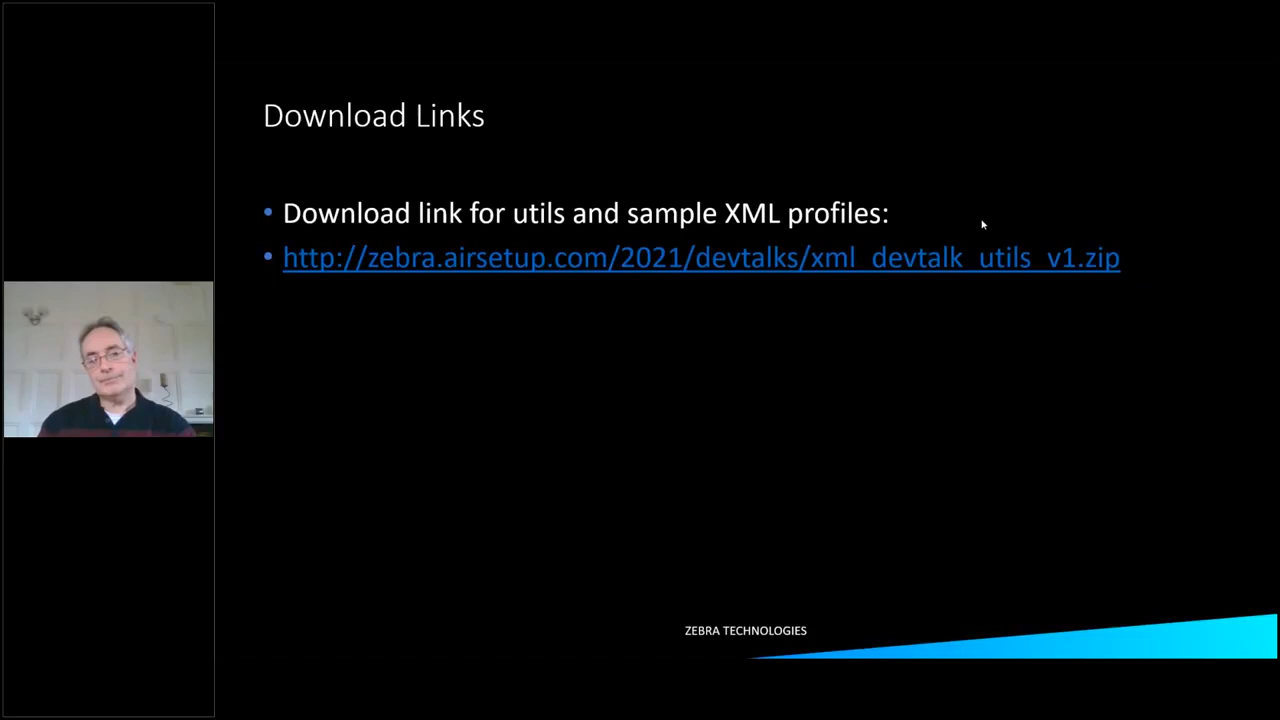 Download Links
Download link for utils and sample XML profiles:
http://zebra.airsetup.com/2021/devtalks/xml_devtalk_utils_v1.zip
ZEBRA TECHNOLOGIES